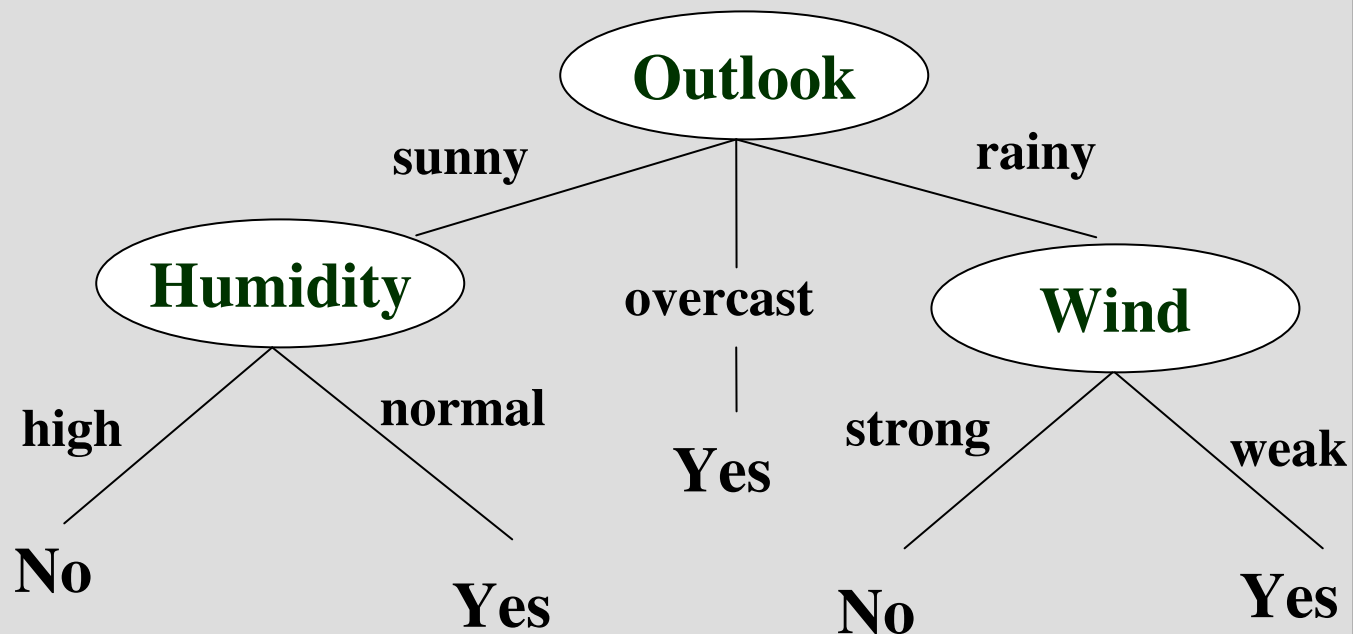 Outlook
sunny
rainy
Humidity
overcast
Wind
high
normal
strong
weak
Yes
No
Yes
No
Yes